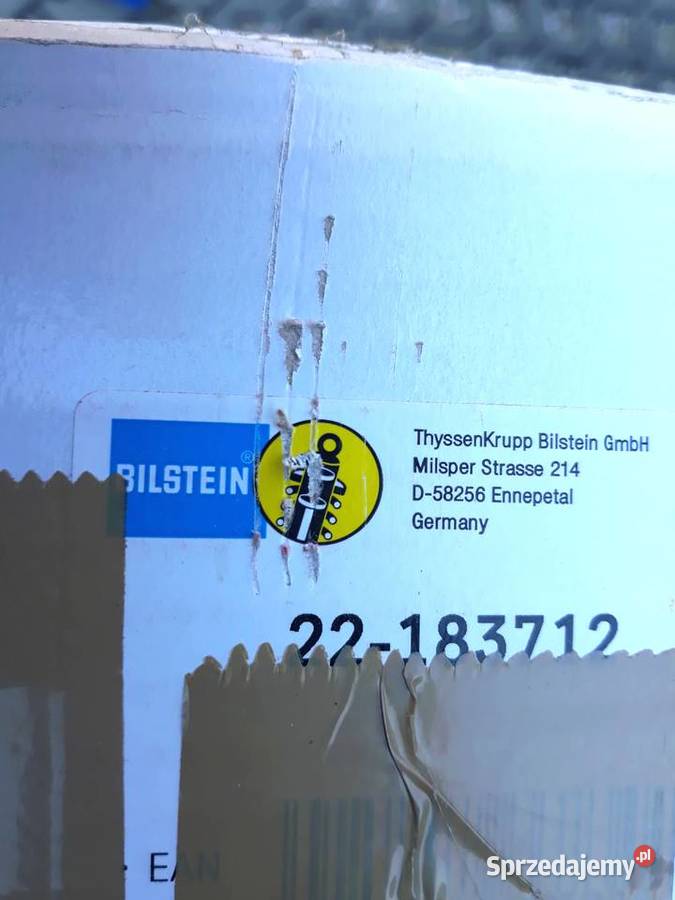 BILSTEIN®
ThyssenKrupp Bilstein GmbH
Milsper Strasse 214
D-58256 Ennepetal
Germany
22-183712
EAN
Sprzedajemy.pl